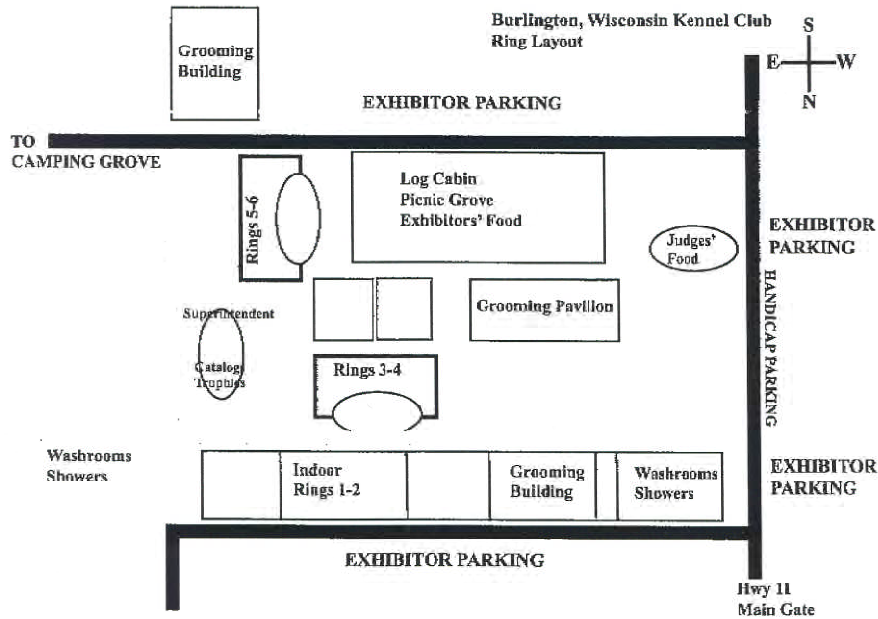 Burlington, Wisconsin Kennel Club
Ring Layout
S
E
W
N
Grooming
Building
EXHIBITOR PARKING
TO
CAMPING GROVE
Rings 5-6
Log Cabin
Picnic Grove
Exhibitors' Food
Judges'
Food
EXHIBITOR
PARKING
HANDICAP PARKING
Superintendent
Catalogs
Trophies
Grooming Pavilion
Rings 3-4
Washrooms
Showers
Indoor
Rings 1-2
Grooming
Building
Washrooms
Showers
EXHIBITOR
PARKING
EXHIBITOR PARKING
Hwy 11
Main Gate